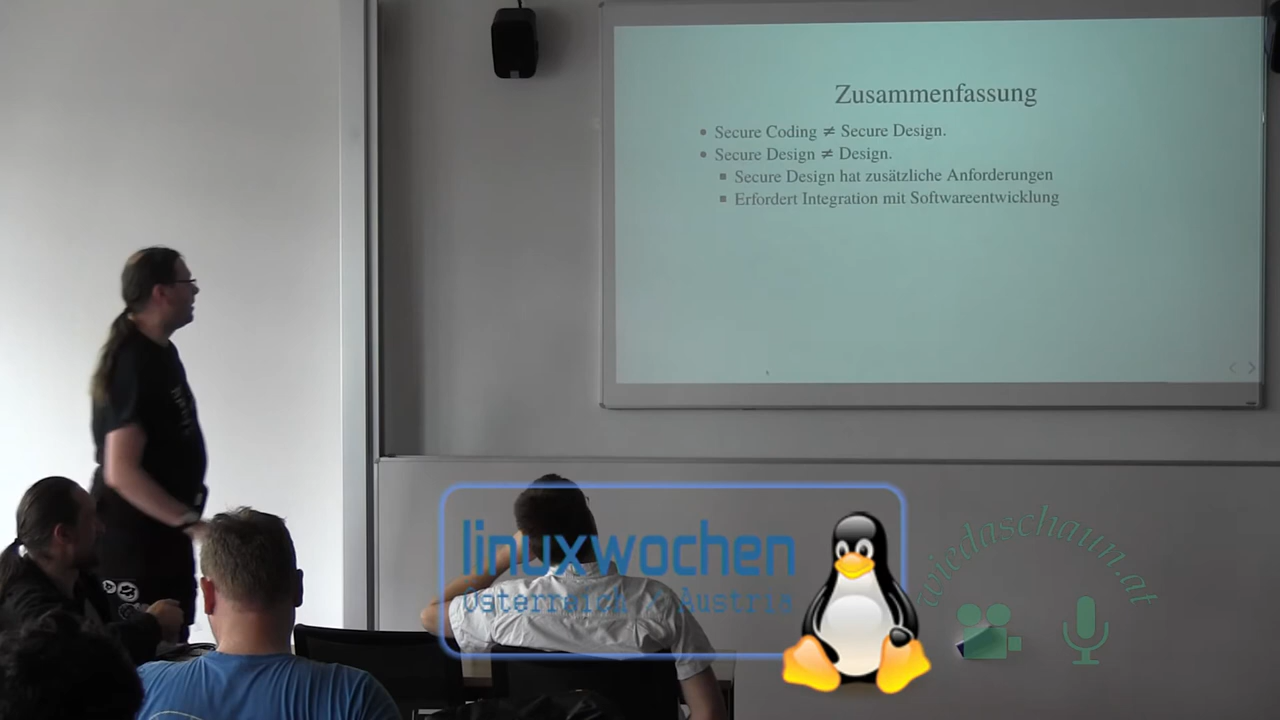 Zusammenfassung
• Secure Coding ≠ Secure Design.
• Secure Design ≠ Design.
▪ Secure Design hat zusätzliche Anforderungen
▪ Erfordert Integration mit Softwareentwicklung
linuxwochen
Österreich / Austria
wiedaschaun.at